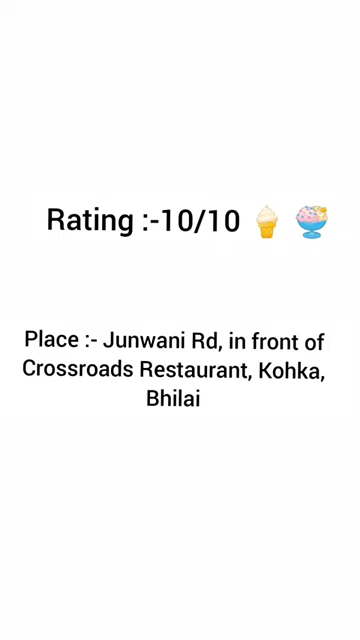 Rating :-10/10 🍦 🍨
Place :- Junwani Rd, in front of
Crossroads Restaurant, Kohka,
Bhilai